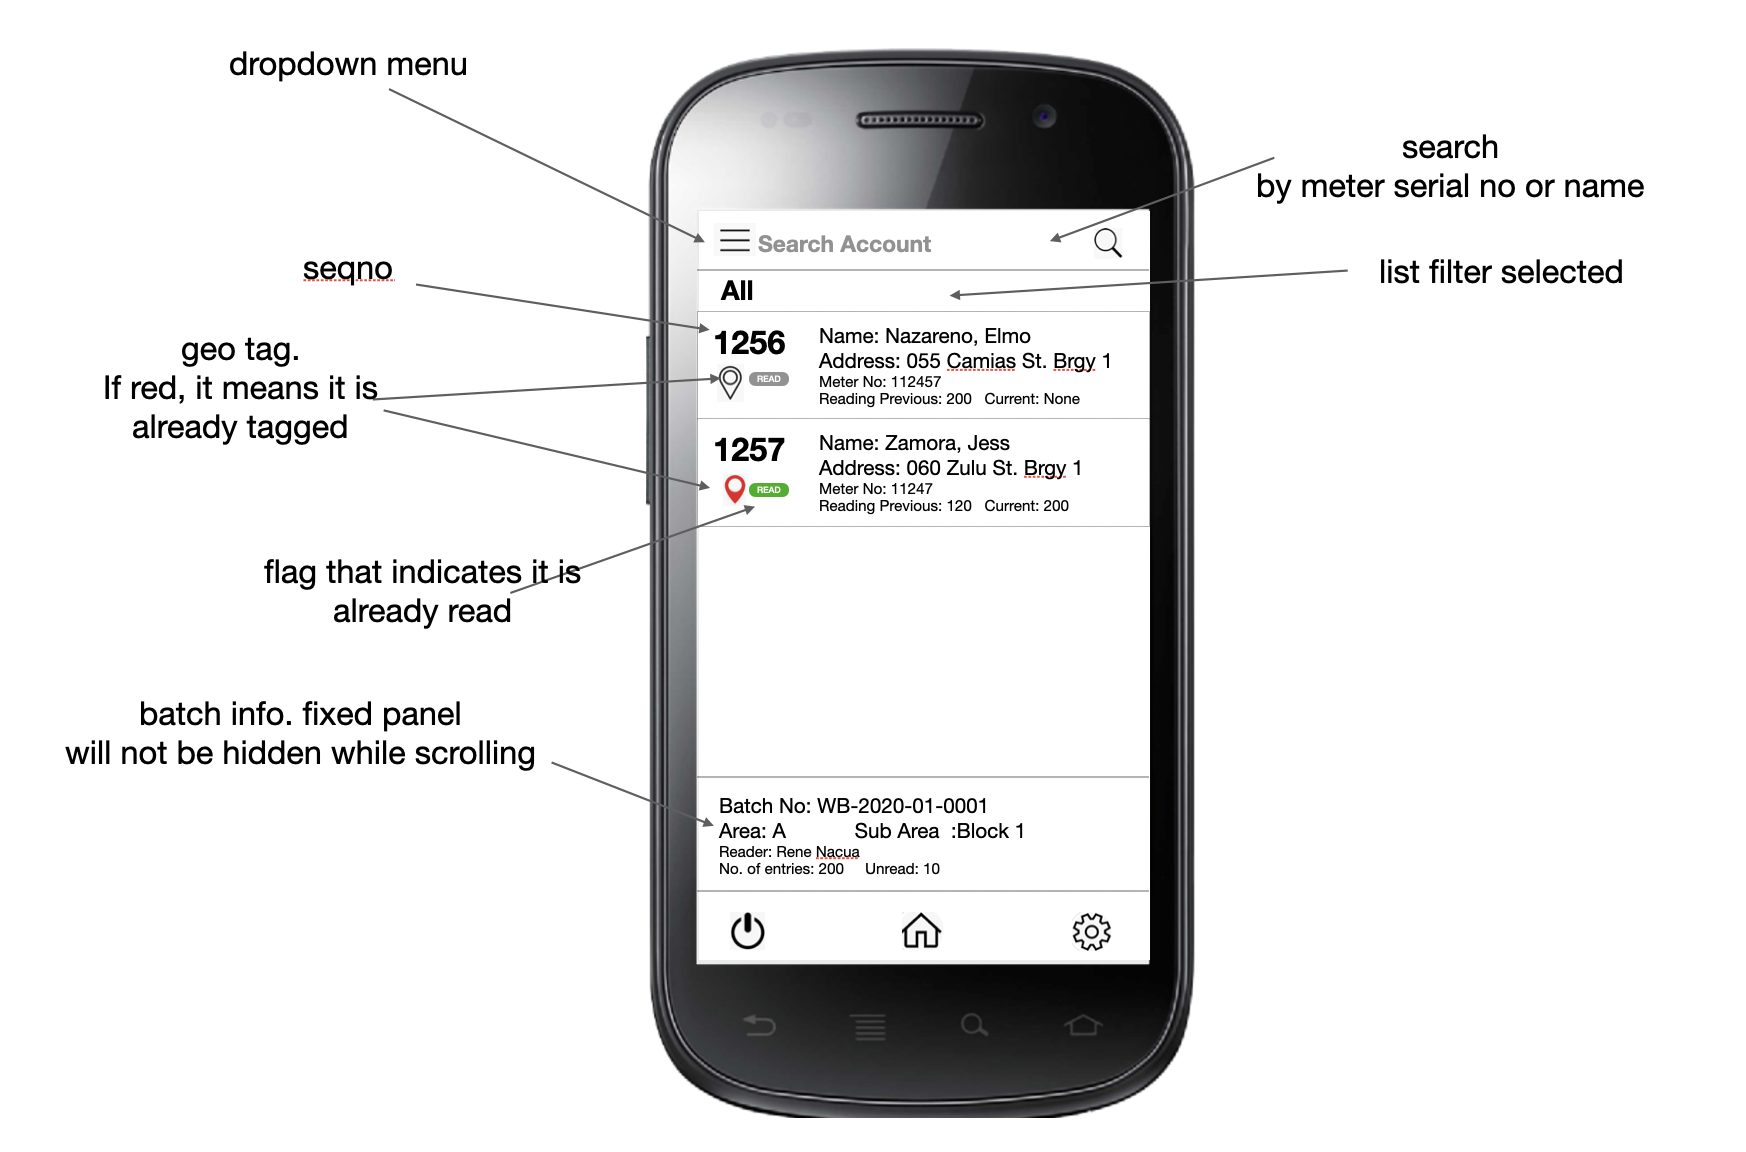 dropdown menu
search
by meter serial no or name
seqno
list filter selected
geo tag.
If red, it means it is
already tagged
flag that indicates it is
already read
batch info. fixed panel
will not be hidden while scrolling
Search Account
All
1256
READ
Name: Nazareno, Elmo
Address: 055 Camias St. Brgy 1
Meter No: 112457
Reading Previous: 200 Current: None
1257
READ
Name: Zamora, Jess
Address: 060 Zulu St. Brgy 1
Meter No: 11247
Reading Previous: 120 Current: 200
Batch No: WB-2020-01-0001
Area: A Sub Area :Block 1
Reader: Rene Nacua
No. of entries: 200 Unread: 10